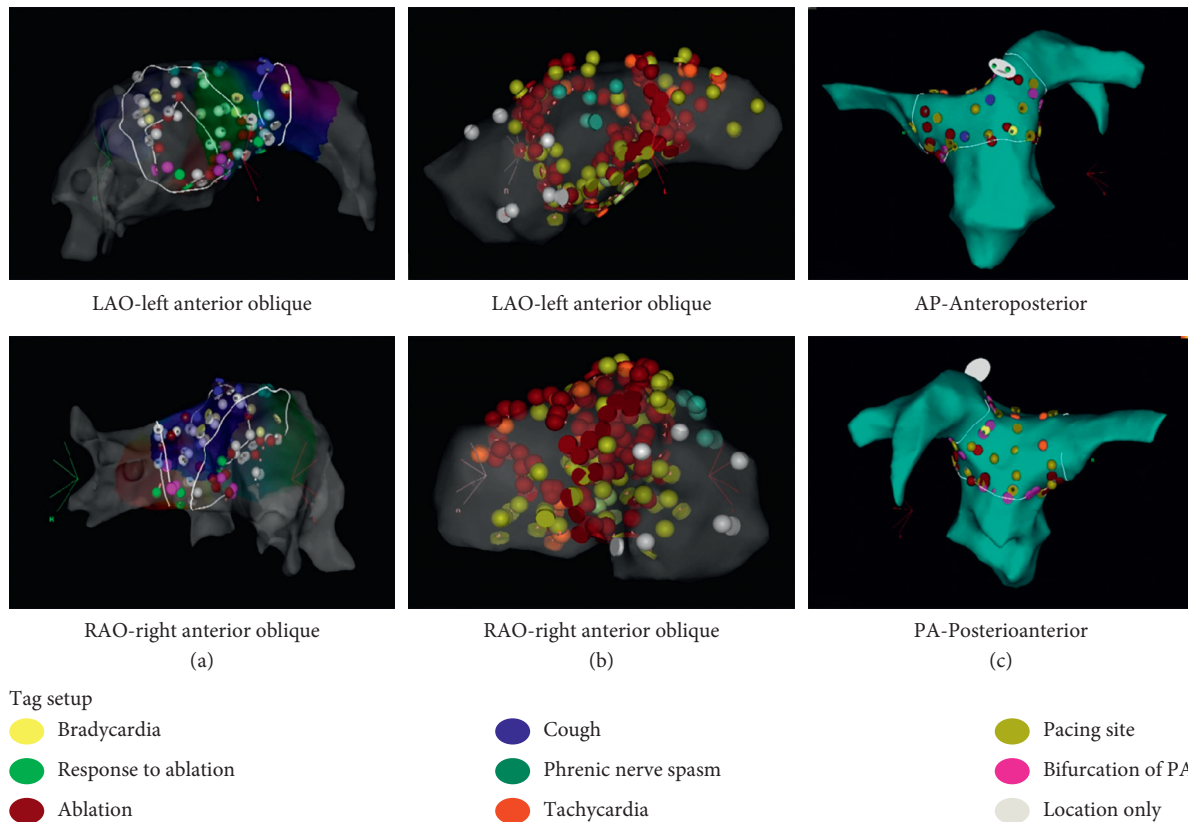 LAO-left anterior oblique
LAO-left anterior oblique
AP-Anteroposterior
RAO-right anterior oblique
RAO-right anterior oblique
PA-Posterioanterior
(a)
(b)
(c)
Tag setup
Bradycardia
Cough
Pacing site
Response to ablation
Phrenic nerve spasm
Bifurcation of PA
Ablation
Tachycardia
Location only